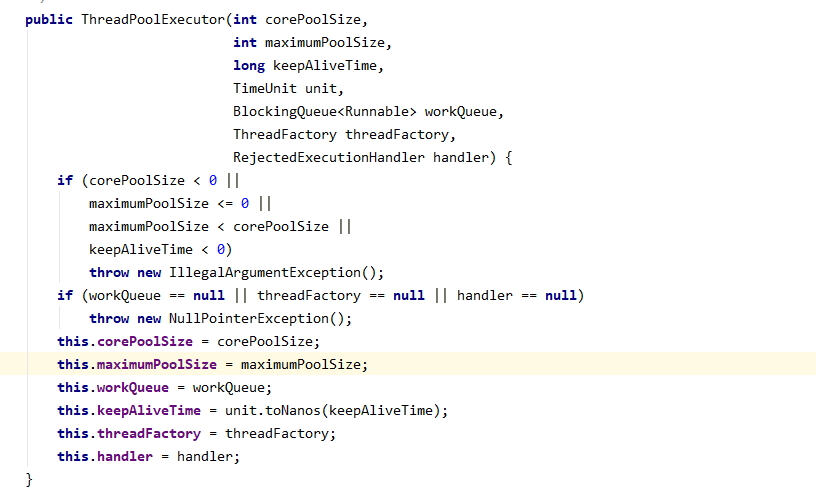 public ThreadPoolExecutor(int corePoolSize,
int maximumPoolSize,
long keepAliveTime,
TimeUnit unit,
BlockingQueue<Runnable> workQueue,
ThreadFactory threadFactory,
RejectedExecutionHandler handler) {
if (corePoolSize < 0 ||
maximumPoolSize <= 0 ||
maximumPoolSize < corePoolSize ||
keepAliveTime < 0)
throw new IllegalArgumentException();
if (workQueue == null || threadFactory == null || handler == null)
throw new NullPointerException();
this.corePoolSize = corePoolSize;
this.maximumPoolSize = maximumPoolSize;
this.workQueue = workQueue;
this.keepAliveTime = unit.toNanos(keepAliveTime);
this.threadFactory = threadFactory;
this.handler = handler;
}